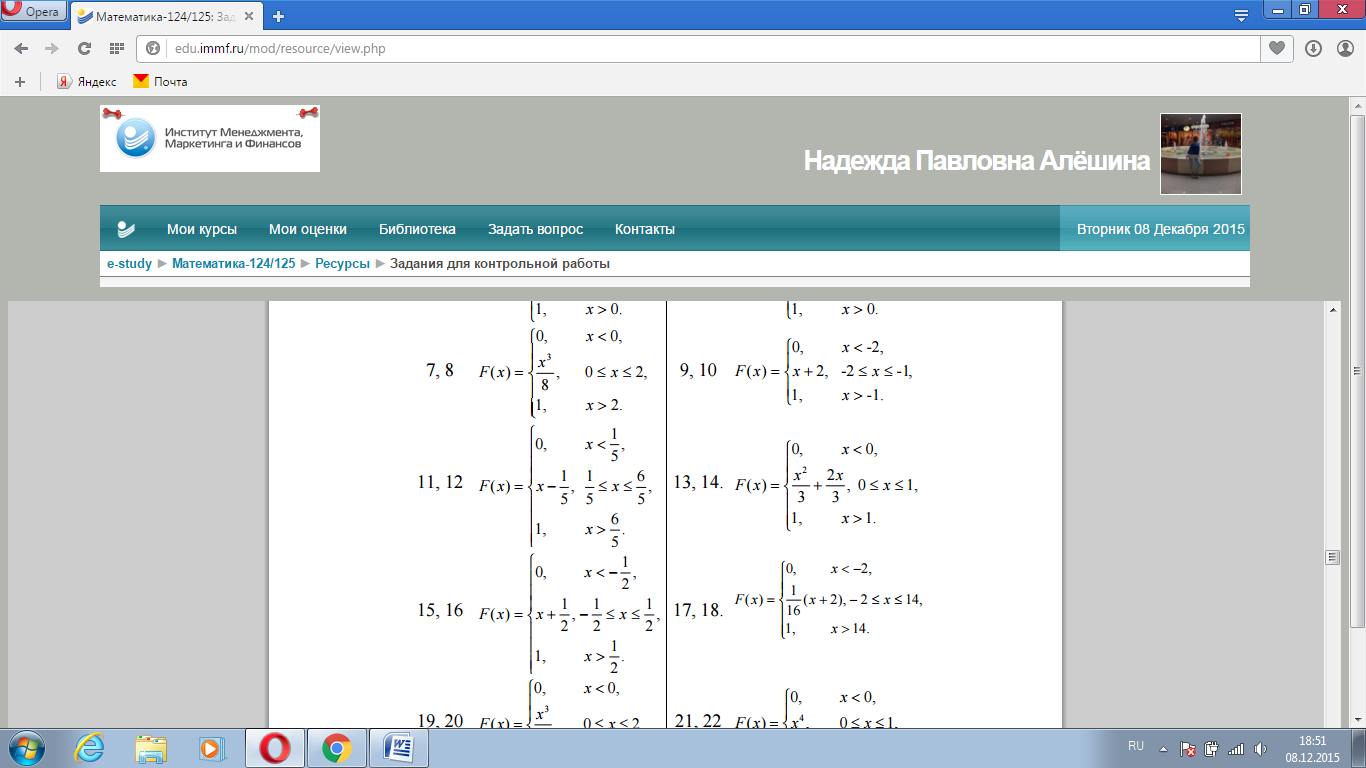 Opera
Математика-124/125: Зад
edu.immf.ru/mod/resource/view.php
Яндекс Почта
Институт Менеджмента,
Маркетинга и Финансов
Надежда Павловна Алёшина
Мои курсы Мои оценки Библиотека Задать вопрос Контакты Вторник 08 Декабря 2015
e-study ► Математика-124/125 ► Ресурсы ► Задания для контрольной работы
1, x > 0.
1, x > 0.
7, 8 F(x) = { 0, x < 0,
x³/8, 0 ≤ x ≤ 2,
1, x > 2.
9, 10 F(x) = { 0, x < -2,
x + 2, -2 ≤ x ≤ -1,
1, x > -1.
11, 12 F(x) = { 0, x < 1/5,
x − 1/5, 1/5 ≤ x ≤ 6/5,
1, x > 6/5.
13, 14. F(x) = { 0, x < 0,
x²/3 + 2x/3, 0 ≤ x ≤ 1,
1, x > 1.
15, 16 F(x) = { 0, x < −1/2,
x + 1/2, −1/2 ≤ x ≤ 1/2,
1, x > 1/2.
17, 18. F(x) = { 0, x < −2,
1/16 (x + 2), − 2 ≤ x ≤ 14,
1, x > 14.
19, 20 F(x) = { 0, x < 0,
x³ 0 ≤ x ≤ 2
21, 22 F(x) = { 0, x < 0,
x⁴, 0 ≤ x ≤ 1,
RU 18:51
08.12.2015